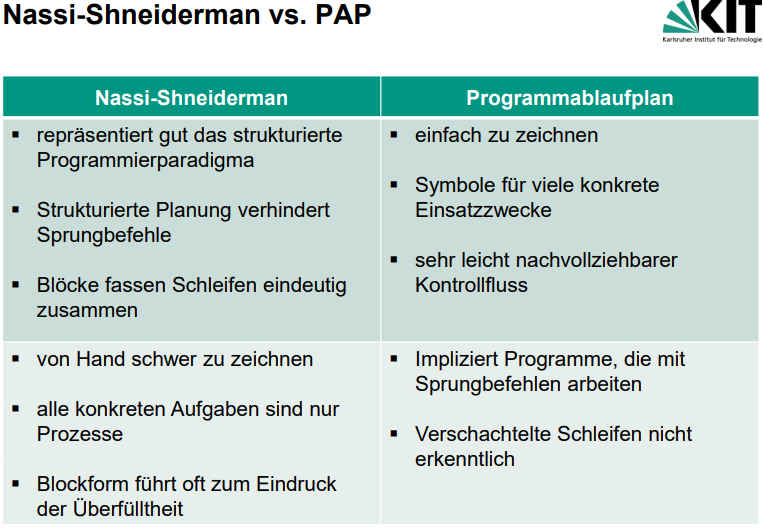 Nassi-Shneiderman vs. PAP
KIT
Karlsruher Institut für Technologie
Nassi-Shneiderman
Programmablaufplan
▪ repräsentiert gut das strukturierte
Programmierparadigma
▪ Strukturierte Planung verhindert
Sprungbefehle
▪ Blöcke fassen Schleifen eindeutig
zusammen
▪ einfach zu zeichnen
▪ Symbole für viele konkrete
Einsatzzwecke
▪ sehr leicht nachvollziehbarer
Kontrollfluss
▪ von Hand schwer zu zeichnen
▪ alle konkreten Aufgaben sind nur
Prozesse
▪ Blockform führt oft zum Eindruck
der Überfülltheit
▪ Impliziert Programme, die mit
Sprungbefehlen arbeiten
▪ Verschachtelte Schleifen nicht
erkenntlich